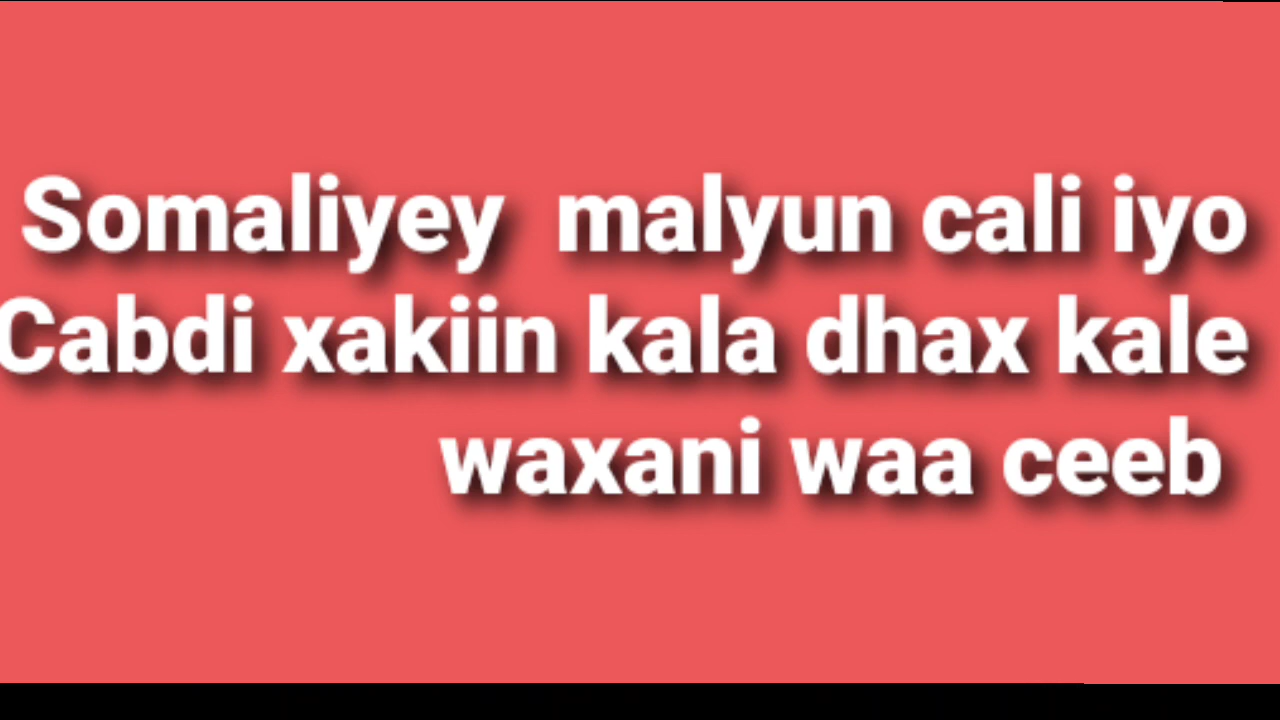 Somaliyey malyun cali iyo
Cabdi xakiin kala dhax kale
waxani waa ceeb